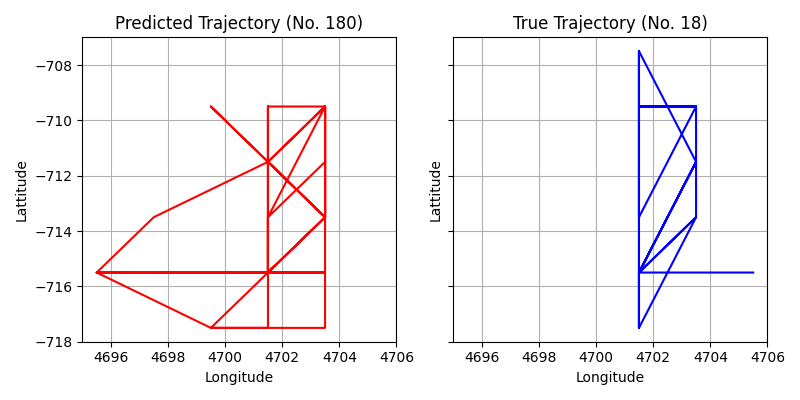 Predicted Trajectory (No. 180)
True Trajectory (No. 18)
Lattitude
−708
−710
−712
−714
−716
−718
4696 4698 4700 4702 4704 4706
Longitude
Lattitude
4696 4698 4700 4702 4704 4706
Longitude